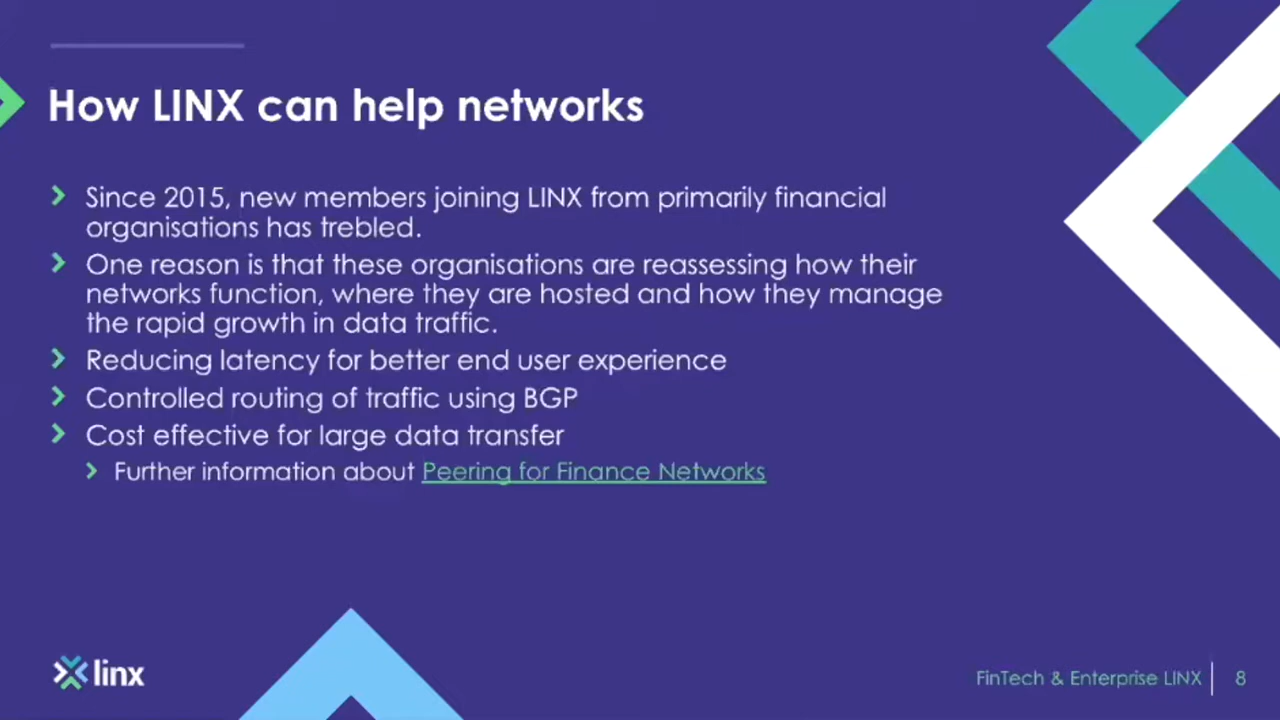 How LINX can help networks
Since 2015, new members joining LINX from primarily financial
organisations has trebled.
One reason is that these organisations are reassessing how their
networks function, where they are hosted and how they manage
the rapid growth in data traffic.
Reducing latency for better end user experience
Controlled routing of traffic using BGP
Cost effective for large data transfer
Further information about Peering for Finance Networks
linx
FinTech & Enterprise LINX 8